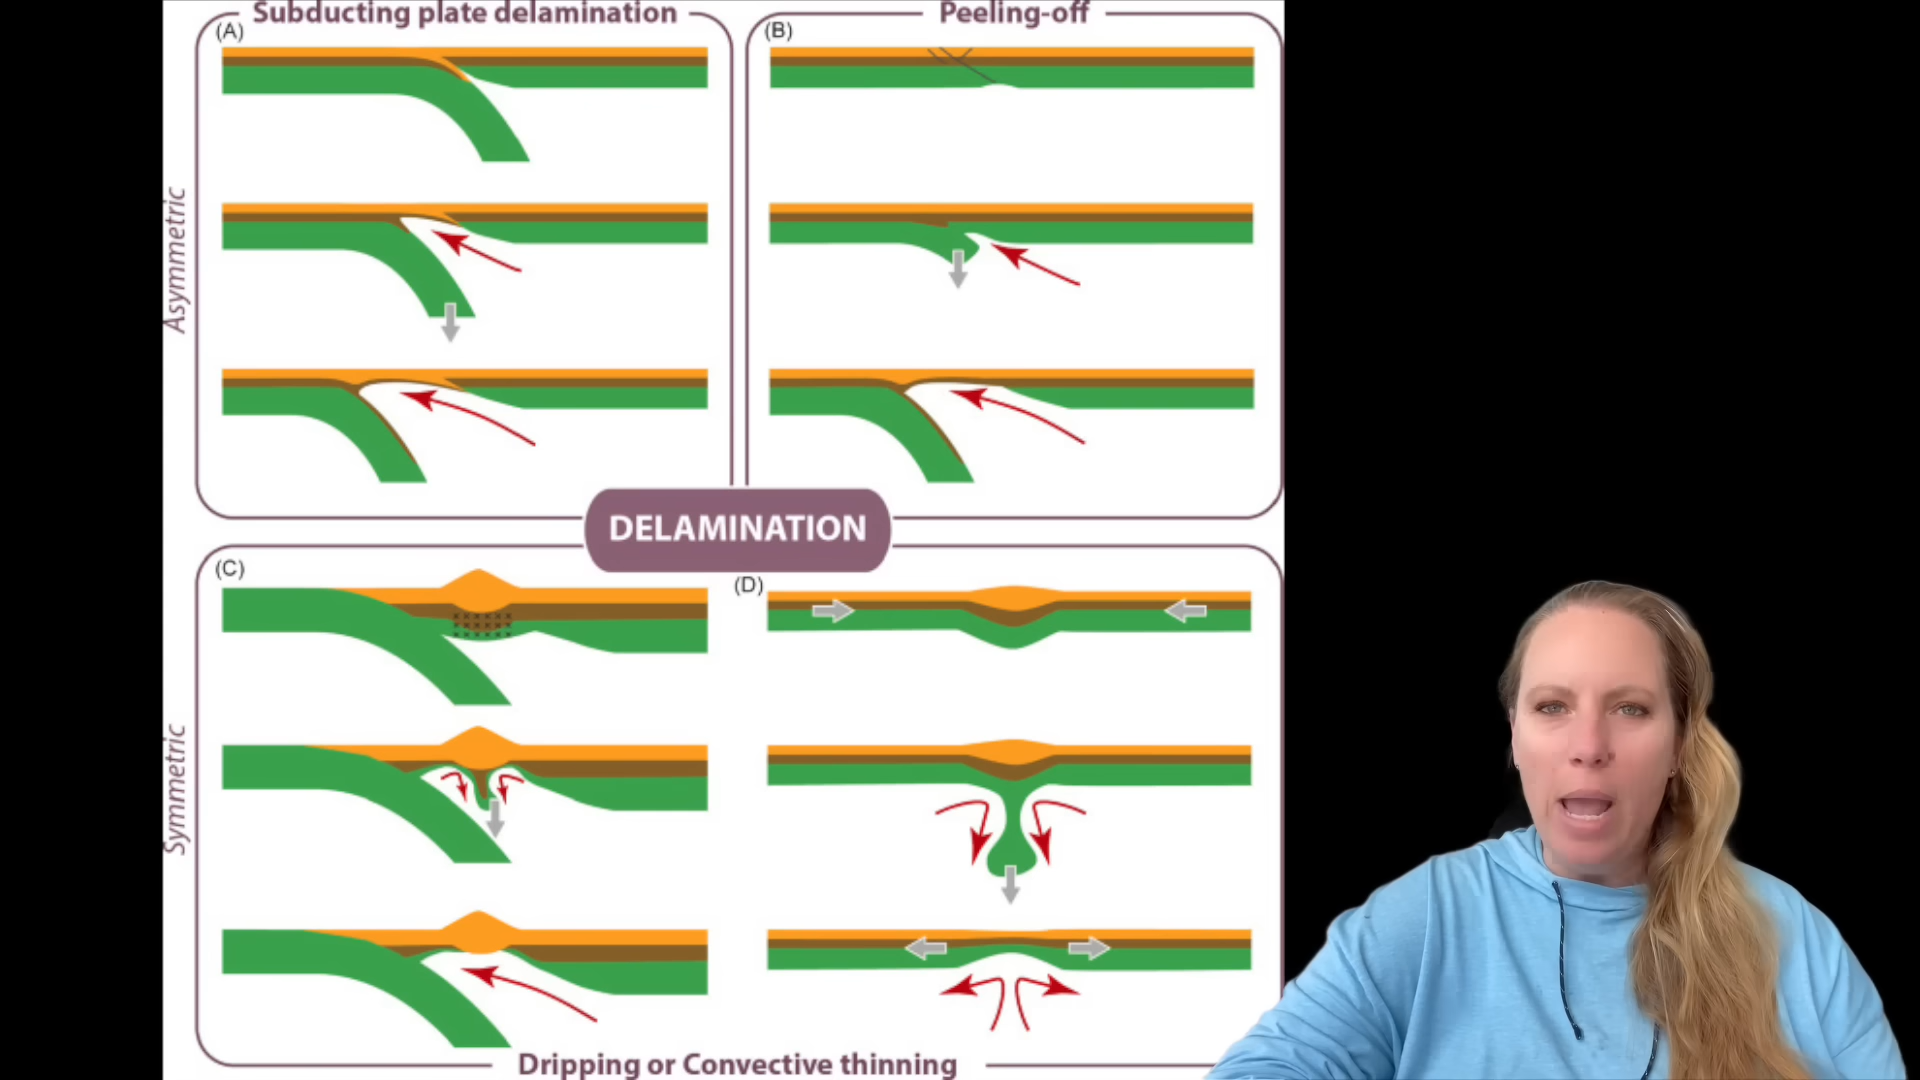 Subducting plate delamination
Peeling-off
(A)
(B)
Asymmetric
DELAMINATION
(C)
(D)
Symmetric
Dripping or Convective thinning